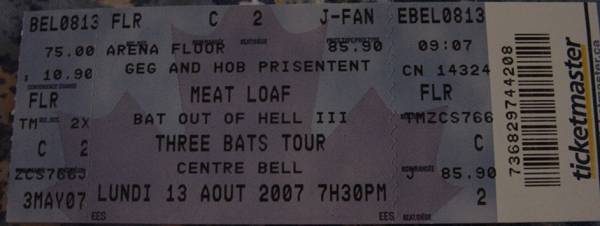 BEL0813 FLR C 2 J-FAN EBEL0813
75.00 ARENA FLOOR 85.90 09:07
10.90 GEG AND HOB PRISENTENT CN 14324
FLR MEAT LOAF FLR
TM 2X BAT OUT OF HELL III TMZCS766
C 2 THREE BATS TOUR C
ZCS766J CENTRE BELL J 85.90
3MAY07 LUNDI 13 AOUT 2007 7H30PM 2
EES EES
736829744208
ticketmaster